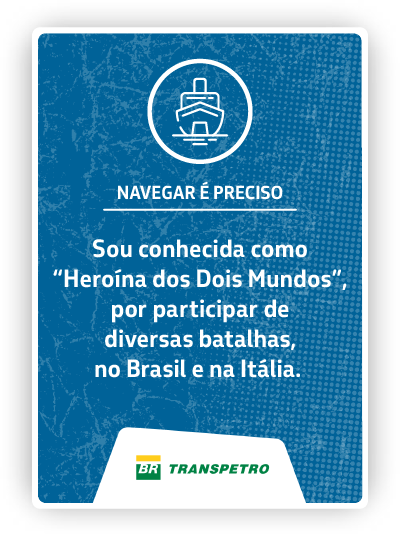 NAVEGAR É PRECISO
Sou conhecida como
“Heroína dos Dois Mundos”,
por participar de
diversas batalhas,
no Brasil e na Itália.
BR TRANSPETRO